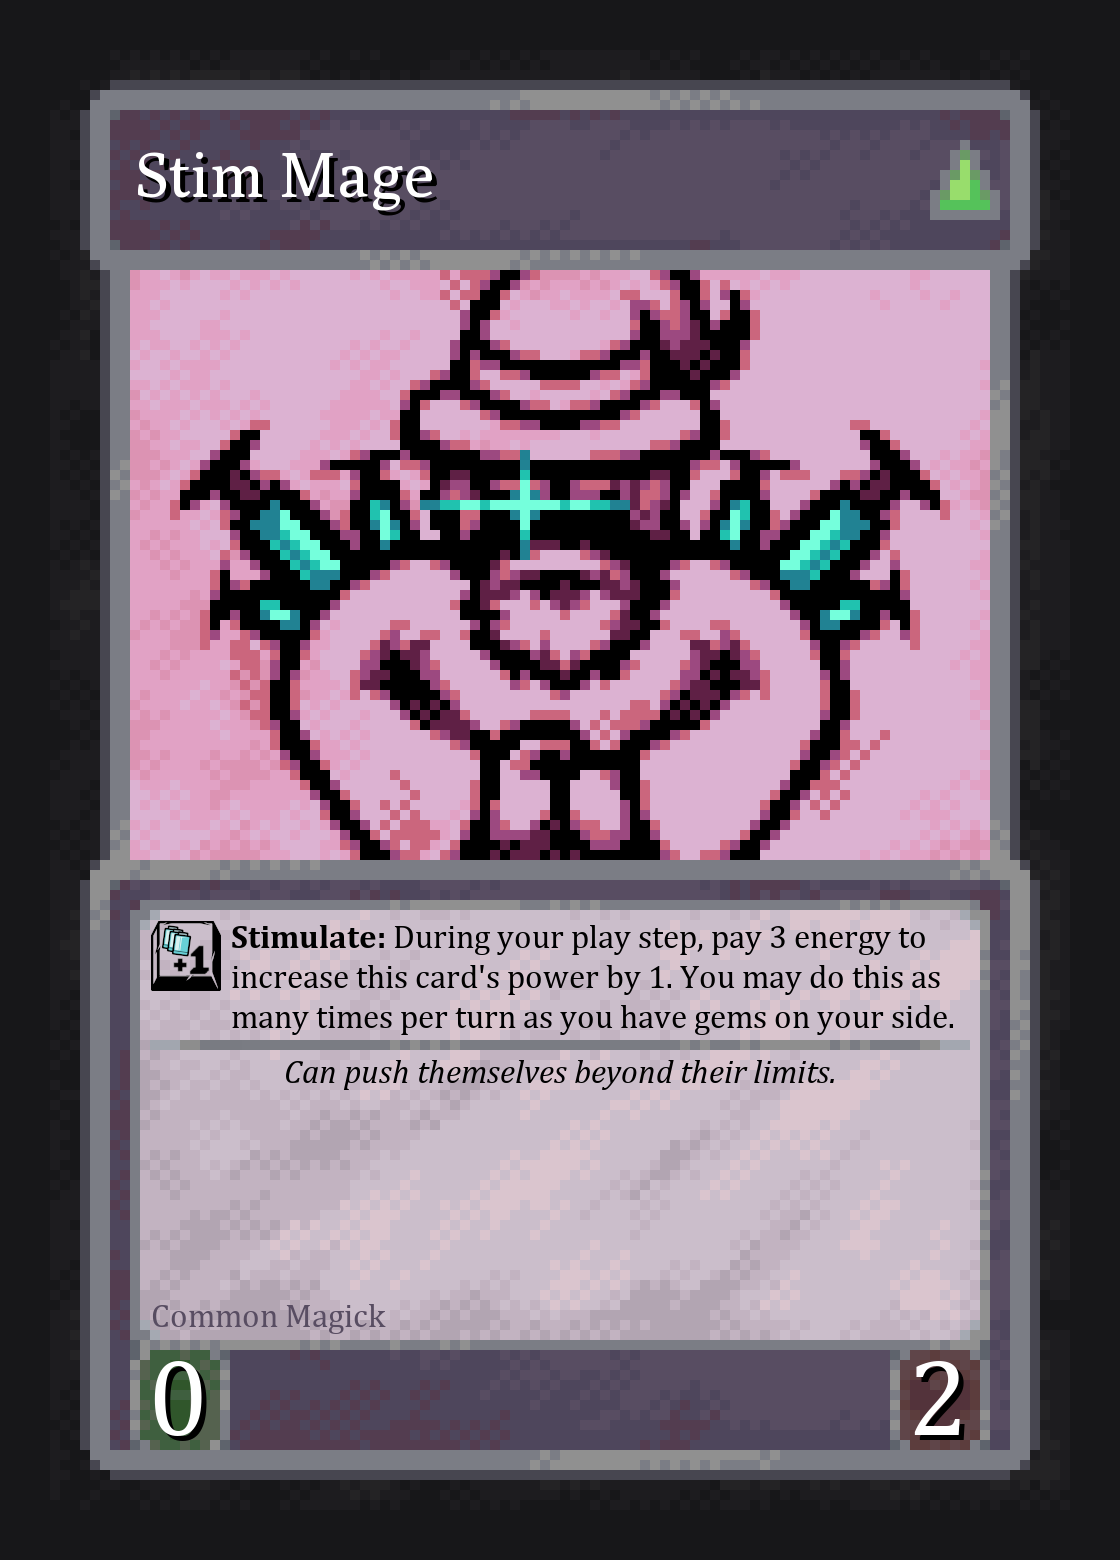 Stim Mage
+1
Stimulate: During your play step, pay 3 energy to
increase this card's power by 1. You may do this as
many times per turn as you have gems on your side.
Can push themselves beyond their limits.
Common Magick
0
2